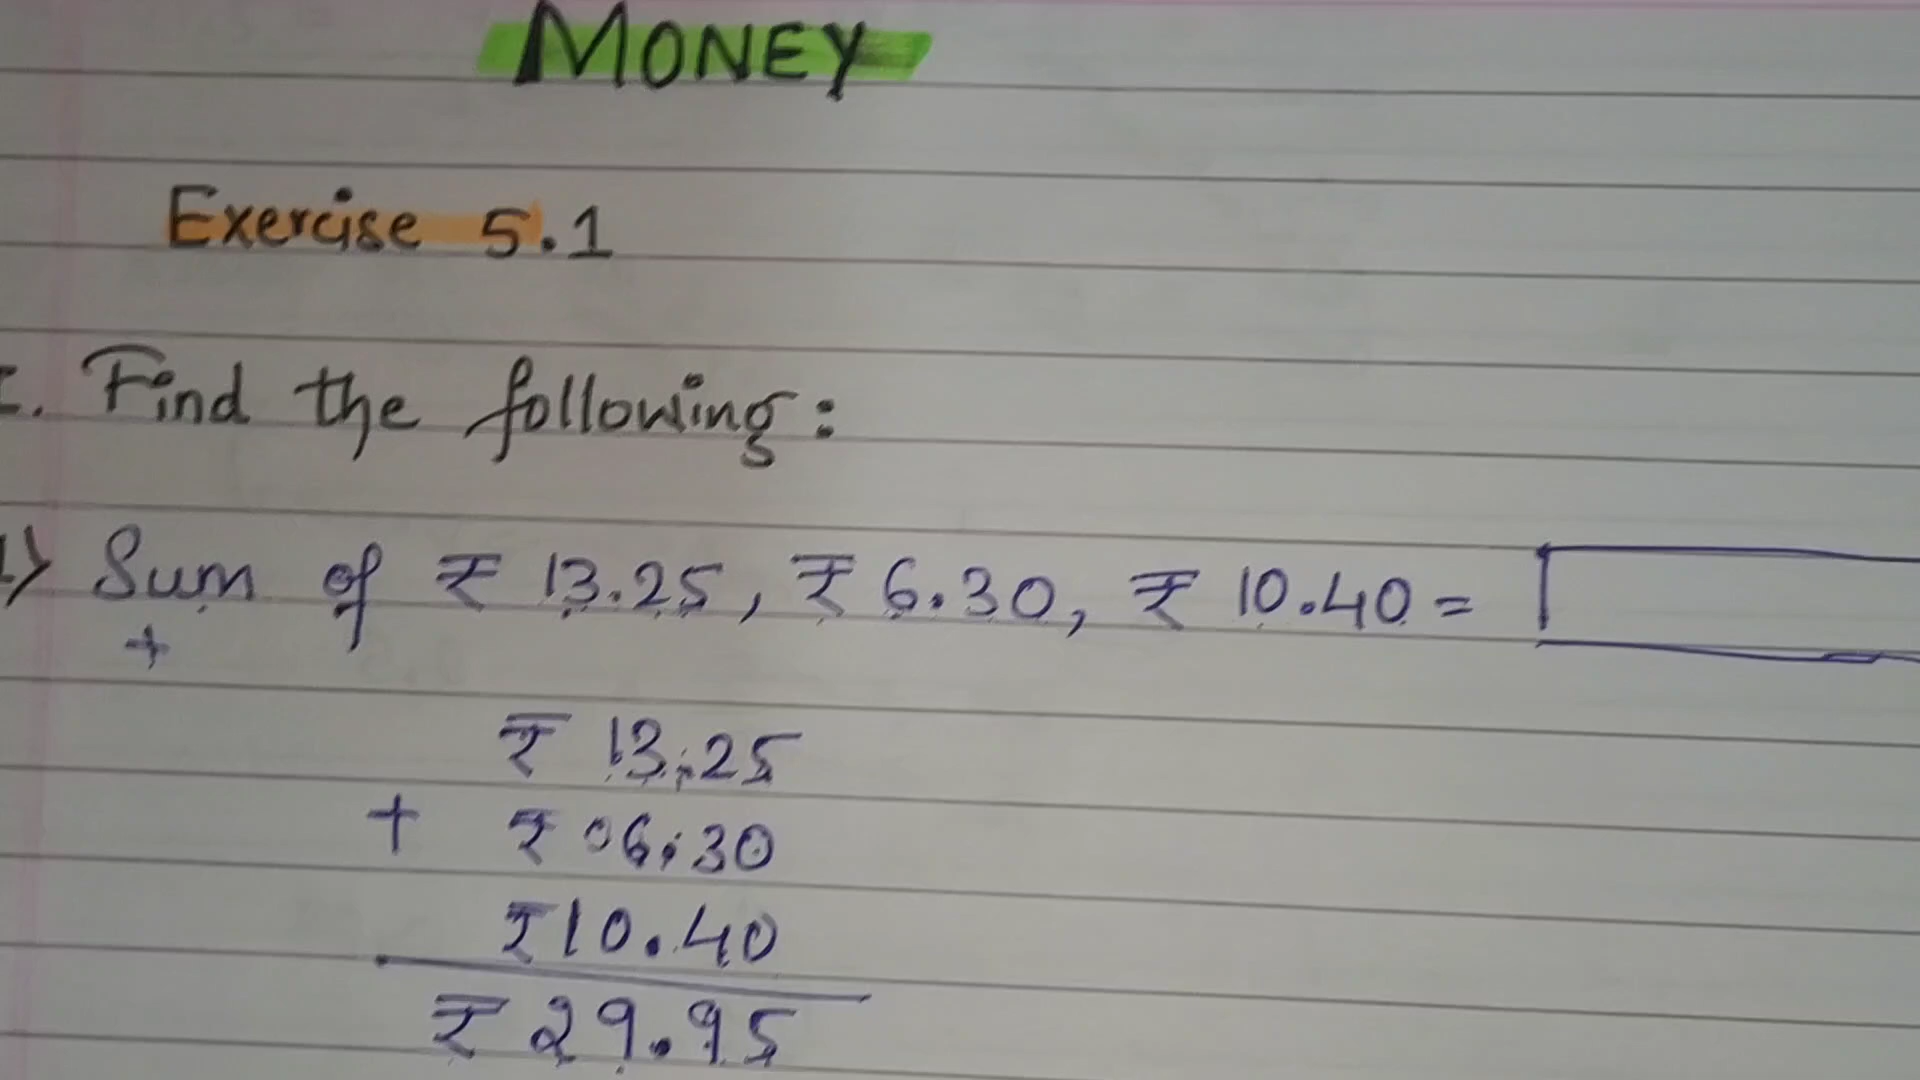 MONEY
Exercise 5.1
I. Find the following:
1) Sum of ₹ 13.25, ₹ 6.30, ₹ 10.40 =
+
₹ 13.25
+ ₹ 06.30
₹10.40
₹ 29.95